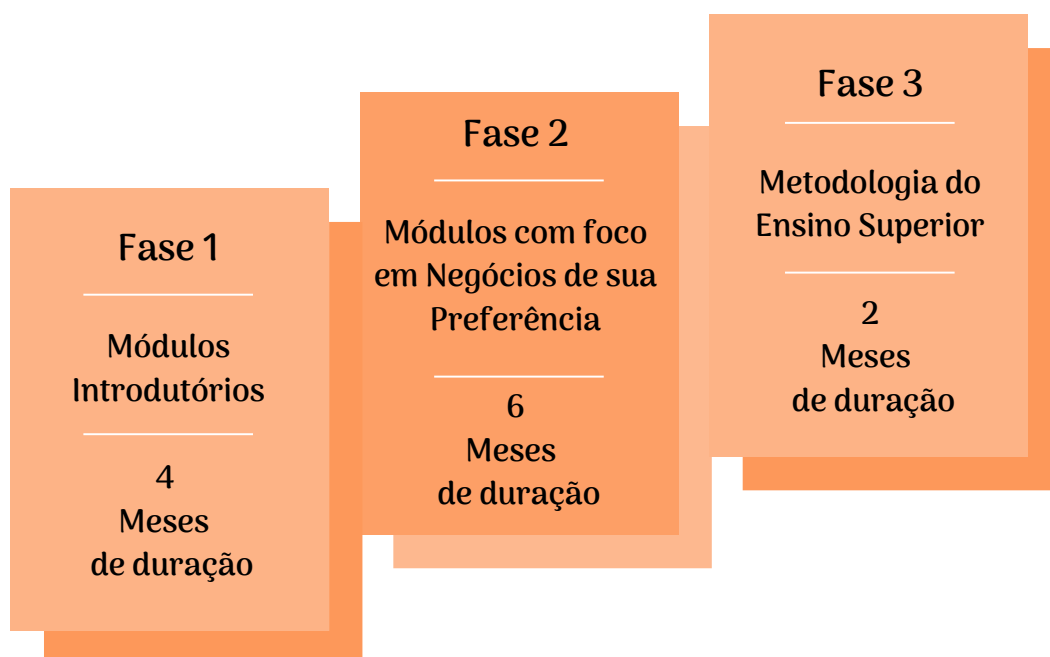 Fase 1
Módulos
Introdutórios
4
Meses
de duração
Fase 2
Módulos com foco
em Negócios de sua
Preferência
6
Meses
de duração
Fase 3
Metodologia do
Ensino Superior
2
Meses
de duração